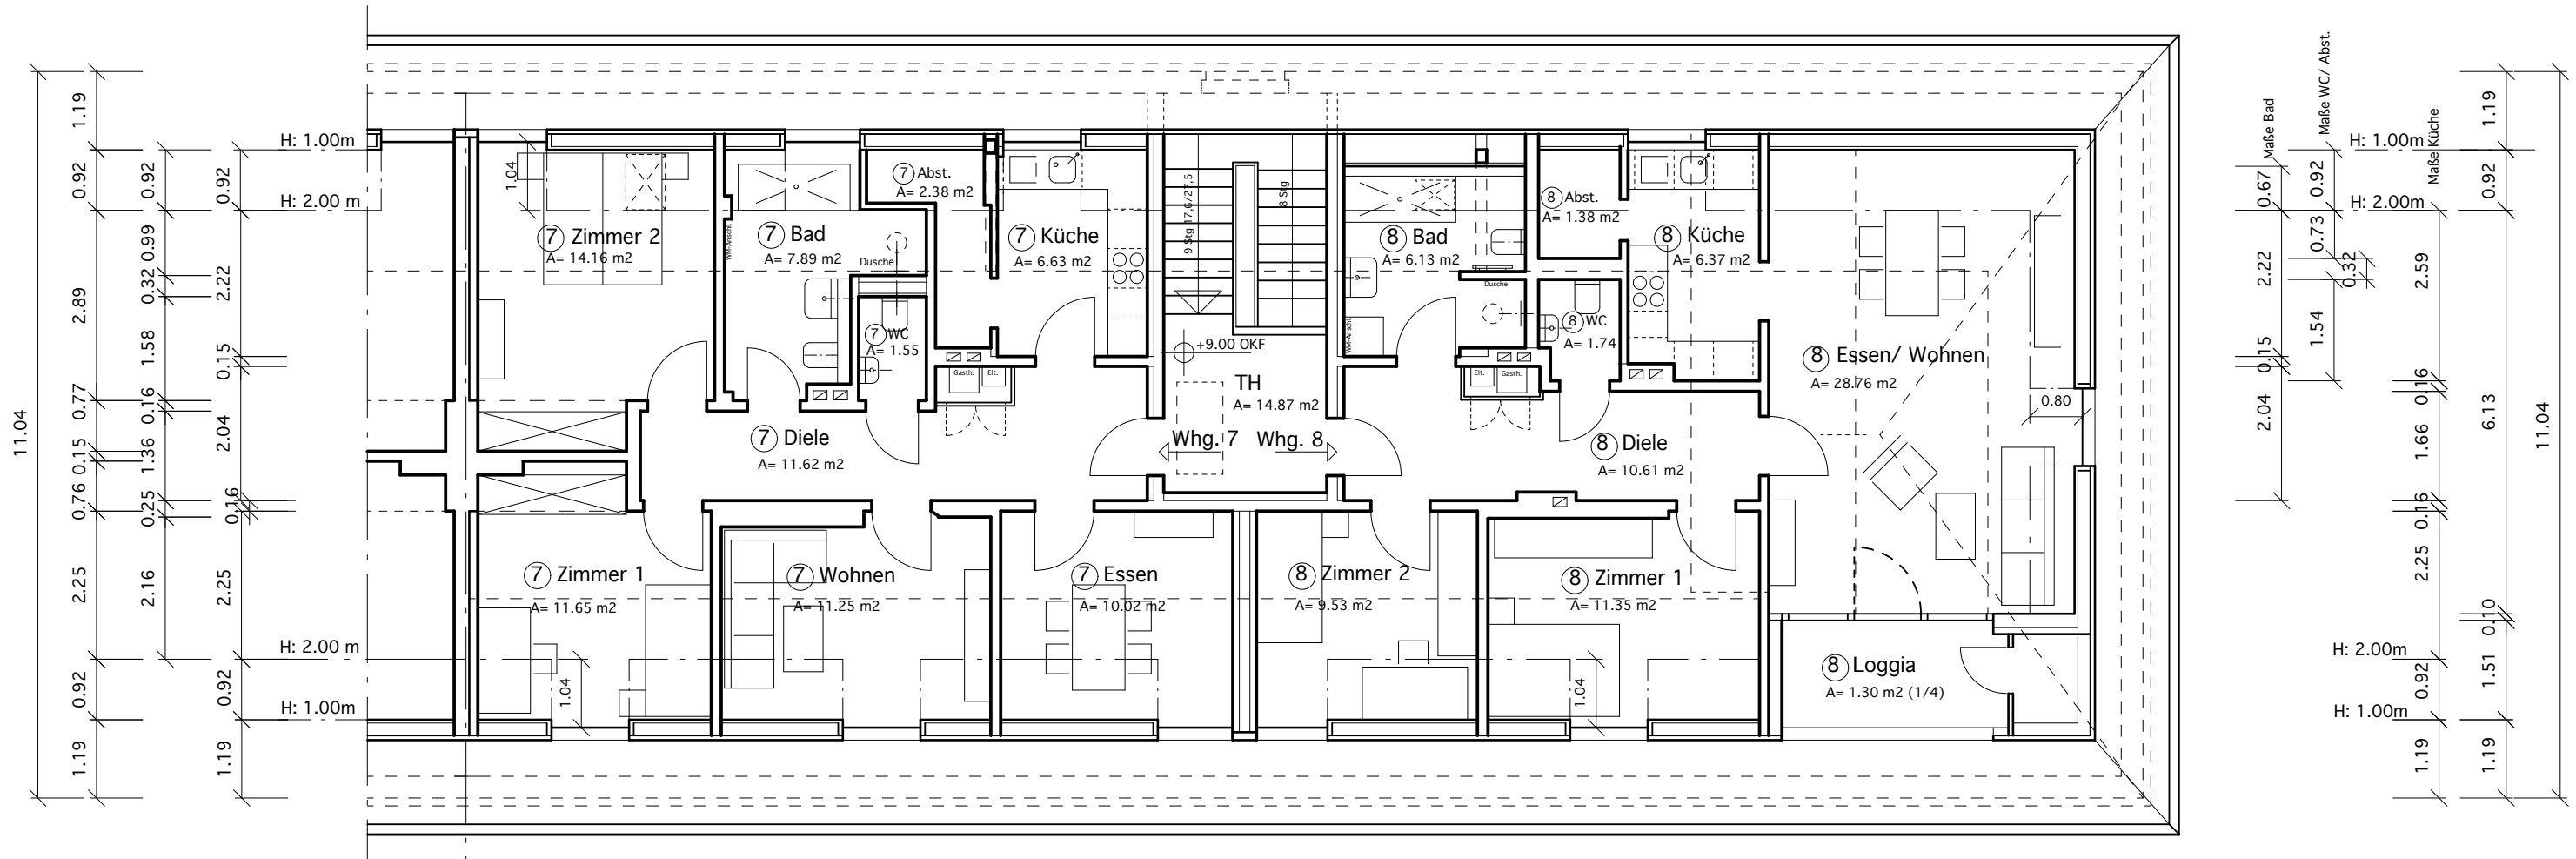 11.04
1.19
0.92
2.89
0.77
0.15
0.76
2.25
0.92
1.19
0.92
0.99
0.32
1.58
0.16
1.36
0.25
2.16
0.92
2.22
0.15
2.04
0.16
2.25
0.92
1.19
H: 1.00m
H: 2.00 m
H: 2.00 m
H: 1.00m
1.04
7 Zimmer 2
A= 14.16 m2
WM-Anschl.
7 Bad
A= 7.89 m2
Dusche
7 Abst.
A= 2.38 m2
7 Küche
A= 6.63 m2
7 WC
A= 1.55
Gasth.
Elt.
7 Diele
A= 11.62 m2
7 Zimmer 1
A= 11.65 m2
1.04
7 Wohnen
A= 11.25 m2
7 Essen
A= 10.02 m2
9 Stg 17,6/27,5
8 Stg
+9.00 OKF
TH
A= 14.87 m2
Whg. 7
Whg. 8
8 Bad
A= 6.13 m2
Dusche
WM-Anschl.
8 Abst.
A= 1.38 m2
8 WC
A= 1.74
8 Küche
A= 6.37 m2
Elt.
Gasth.
8 Diele
A= 10.61 m2
8 Essen/ Wohnen
A= 28.76 m2
0.80
8 Zimmer 2
A= 9.53 m2
8 Zimmer 1
A= 11.35 m2
1.04
8 Loggia
A= 1.30 m2 (1/4)
Maße Bad
0.67
2.22
0.15
2.04
Maße WC/ Abst.
0.92
0.73
0.32
1.54
Maße Küche
H: 1.00m
H: 2.00m
2.59
0.16
1.66
0.16
2.25
H: 2.00m
0.92
H: 1.00m
1.19
1.19
0.92
6.13
0.10
1.51
1.19
11.04